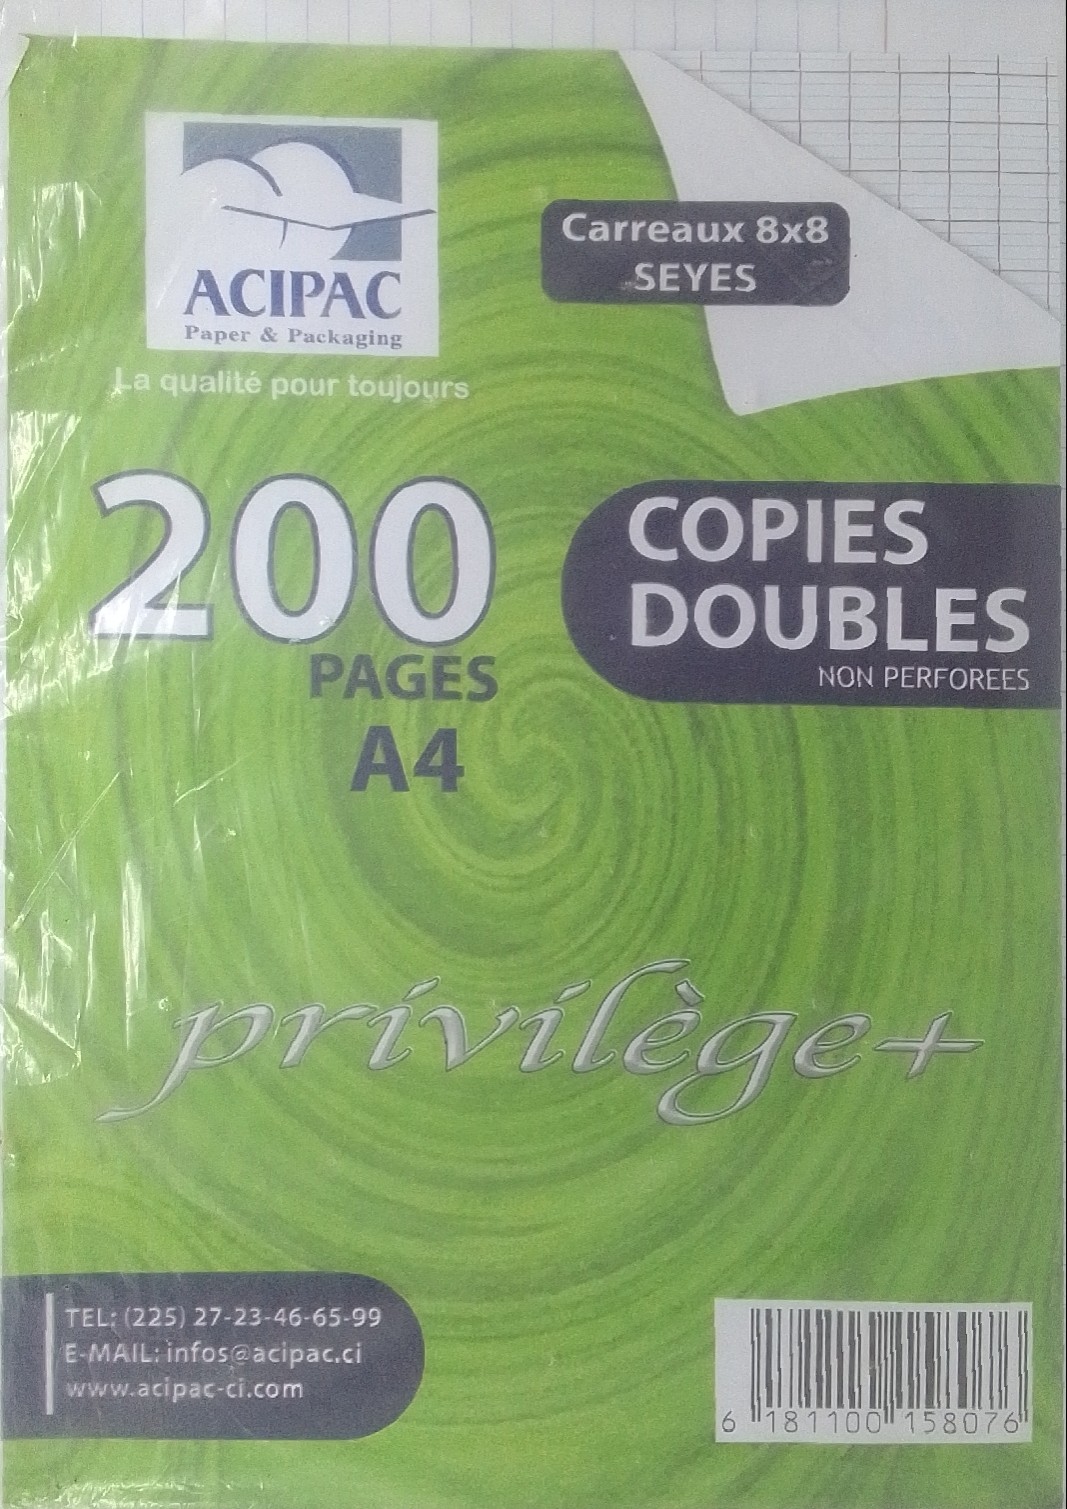 ACIPAC
Paper & Packaging
La qualité pour toujours
Carreaux 8x8
SEYES
200
PAGES
A4
COPIES
DOUBLES
NON PERFOREES
privilège+
TEL: (225) 27-23-46-65-99
E-MAIL: infos@acipac.ci
www.acipac-ci.com
6 181100 158076